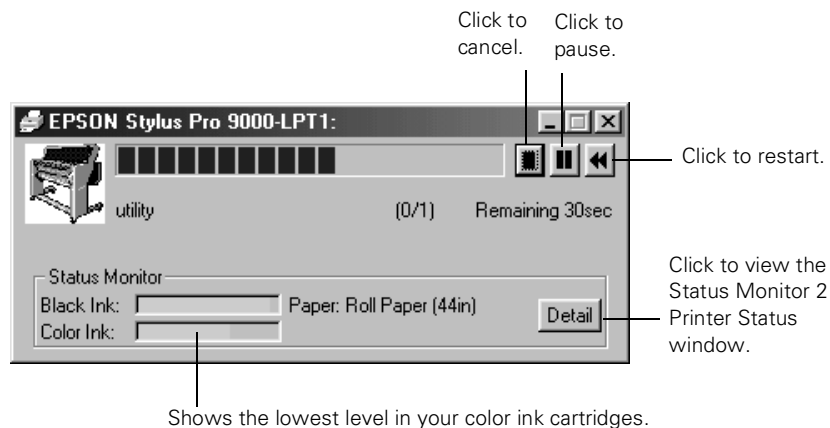 Click to
cancel.
Click to
pause.
EPSON Stylus Pro 9000-LPT1:
Click to restart.
utility (0/1) Remaining 30sec
Status Monitor
Black Ink: Paper: Roll Paper (44in)
Color Ink:
Detail
Click to view the
Status Monitor 2
Printer Status
window.
Shows the lowest level in your color ink cartridges.